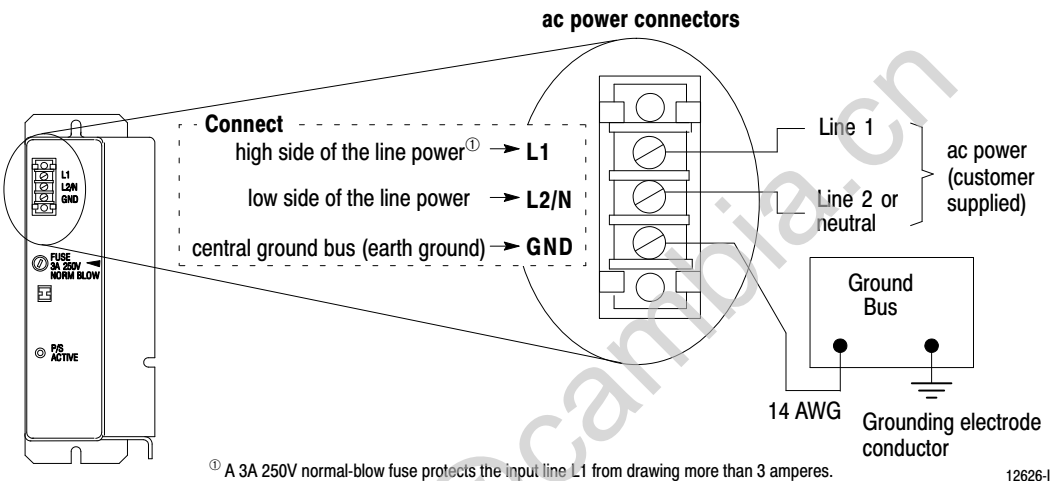 ac power connectors
Connect
high side of the line power① L1
low side of the line power L2/N
central ground bus (earth ground) GND
Line 1
Line 2 or
neutral
ac power
(customer
supplied)
L1
L2/N
GND
FUSE
3A 250V
NORM BLOW
P/S
ACTIVE
Ground
Bus
14 AWG
Grounding electrode
conductor
① A 3A 250V normal-blow fuse protects the input line L1 from drawing more than 3 amperes.
12626-I
@cambia.cn